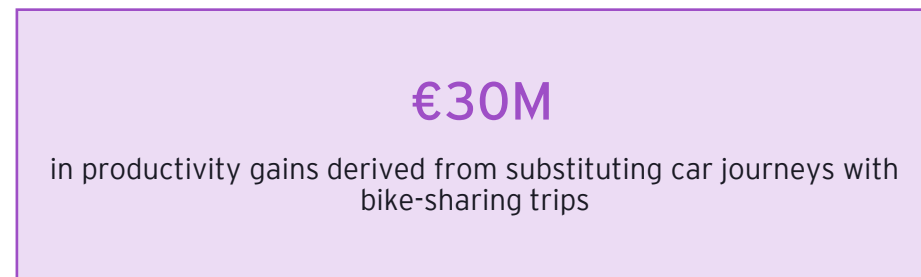 €30M
in productivity gains derived from substituting car journeys with
bike-sharing trips